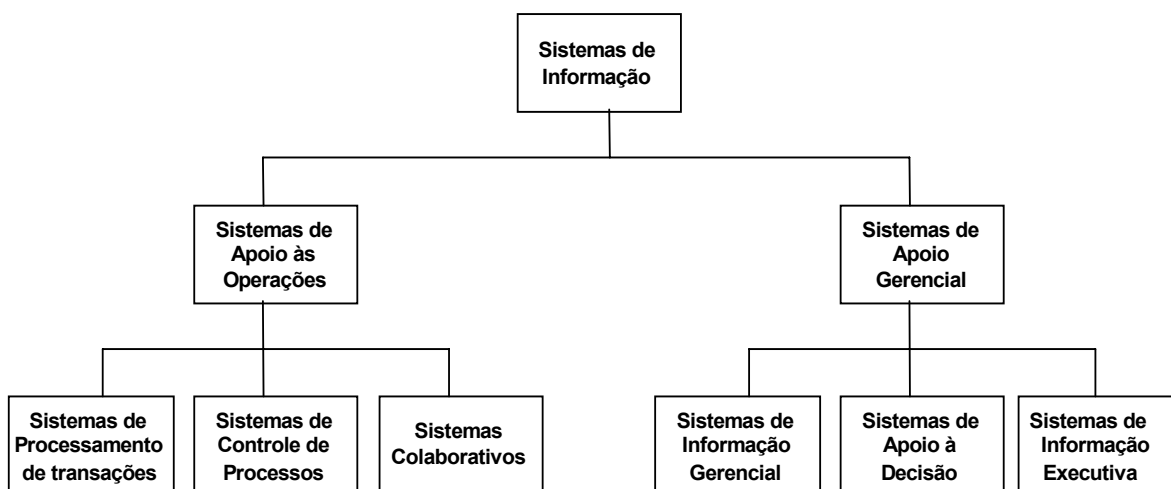 Sistemas de
Informação
Sistemas de
Apoio às
Operações
Sistemas de
Apoio
Gerencial
Sistemas de
Processamento
de transações
Sistemas de
Controle de
Processos
Sistemas
Colaborativos
Sistemas de
Informação
Gerencial
Sistemas de
Apoio à
Decisão
Sistemas de
Informação
Executiva